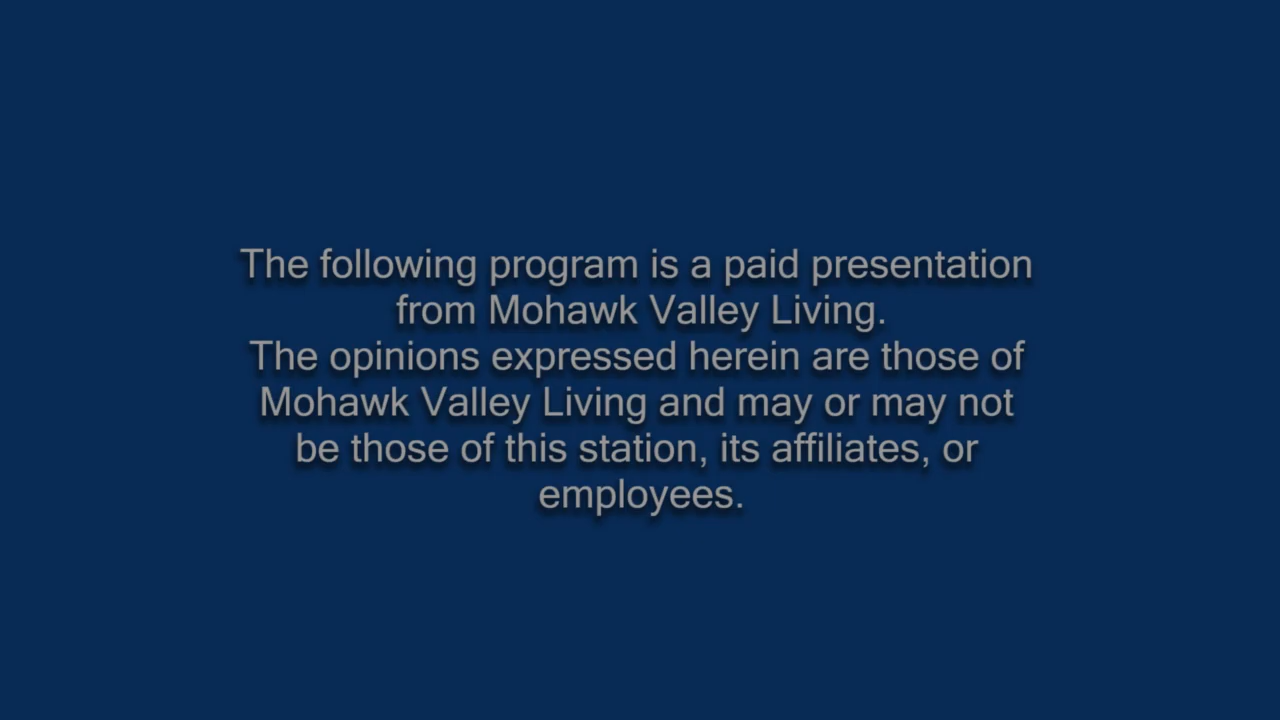 The following program is a paid presentation
from Mohawk Valley Living.
The opinions expressed herein are those of
Mohawk Valley Living and may or may not
be those of this station, its affiliates, or
employees.